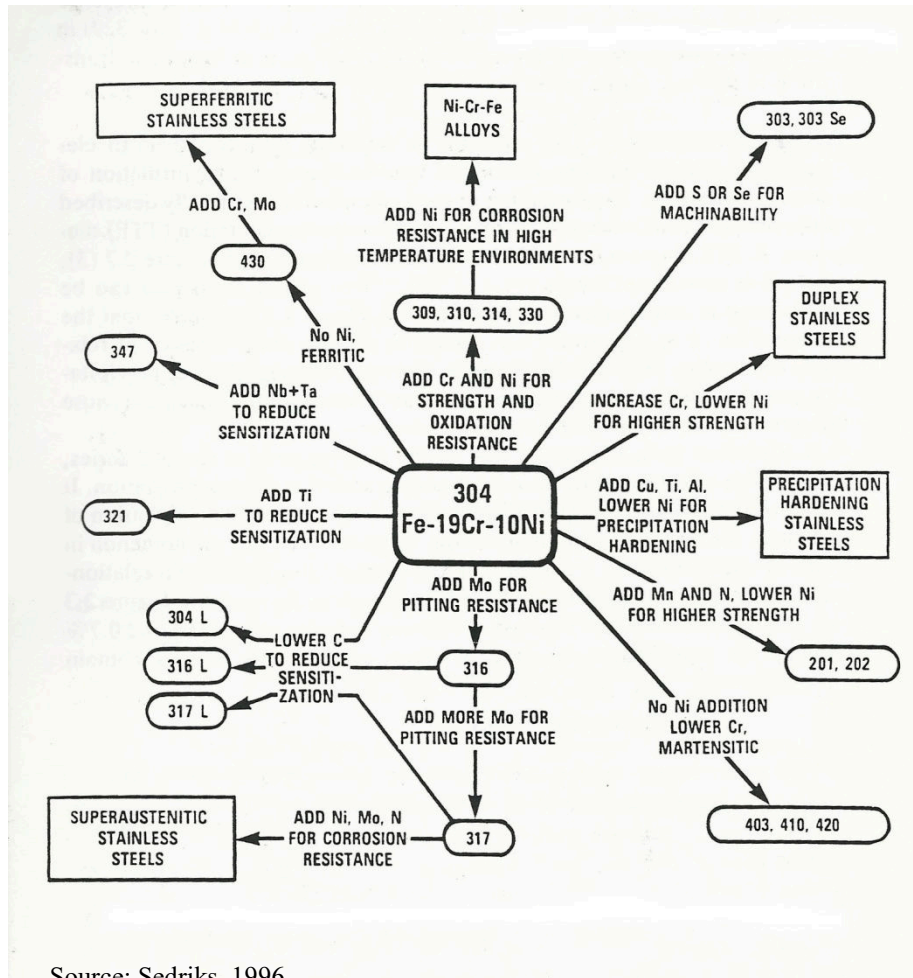 SUPERFERRITIC
STAINLESS STEELS
Ni-Cr-Fe
ALLOYS
303, 303 Se
ADD Cr, Mo
ADD S OR Se FOR
MACHINABILITY
ADD Ni FOR CORROSION
RESISTANCE IN HIGH
TEMPERATURE ENVIRONMENTS
430
DUPLEX
STAINLESS
STEELS
309, 310, 314, 330
No Ni,
FERRITIC
347
ADD Nb+Ta
TO REDUCE
SENSITIZATION
ADD Cr AND Ni FOR
STRENGTH AND
OXIDATION
RESISTANCE
INCREASE Cr, LOWER Ni
FOR HIGHER STRENGTH
304
Fe-19Cr-10Ni
ADD Cu, Ti, Al,
LOWER Ni FOR
PRECIPITATION
HARDENING
PRECIPITATION
HARDENING
STAINLESS
STEELS
321
ADD Ti
TO REDUCE
SENSITIZATION
ADD Mo FOR
PITTING RESISTANCE
ADD Mn AND N, LOWER Ni
FOR HIGHER STRENGTH
304 L
316 L
317 L
LOWER C
TO REDUCE
SENSITI-
ZATION
316
201, 202
No Ni ADDITION
LOWER Cr,
MARTENSITIC
ADD MORE Mo FOR
PITTING RESISTANCE
SUPERAUSTENITIC
STAINLESS
STEELS
ADD Ni, Mo, N
FOR CORROSION
RESISTANCE
317
403, 410, 420
Source: Sedriks, 1996